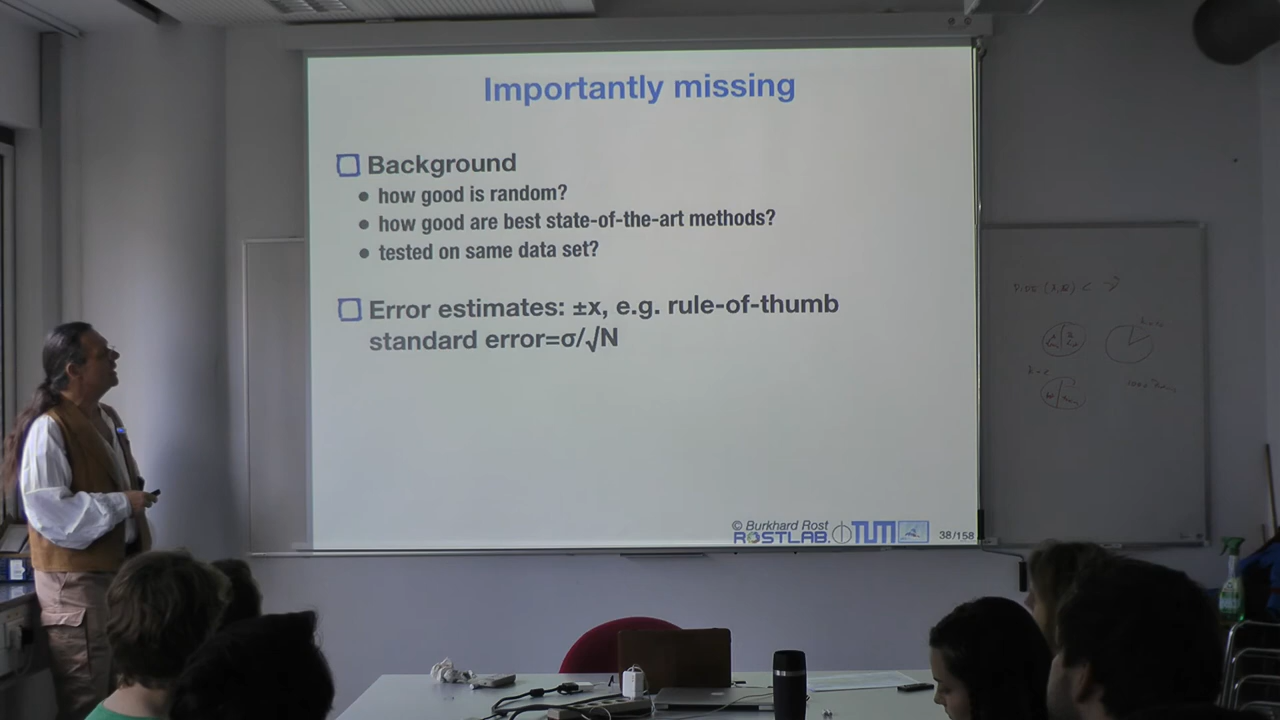 Importantly missing
Background
• how good is random?
• how good are best state-of-the-art methods?
• tested on same data set?
Error estimates: ±x, e.g. rule-of-thumb
standard error=σ/√N
© Burkhard Rost
ROSTLAB. TUM
38/158